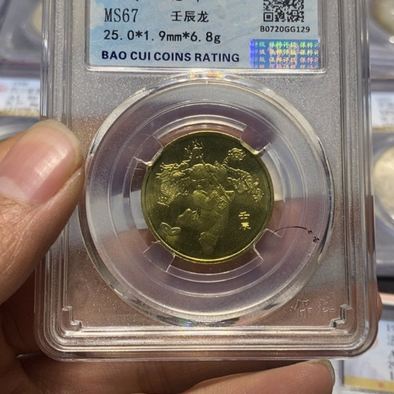 MS67 壬辰龙
25.0*1.9mm*6.8g
BAO CUI COINS RATING
B0720GG129
壬辰